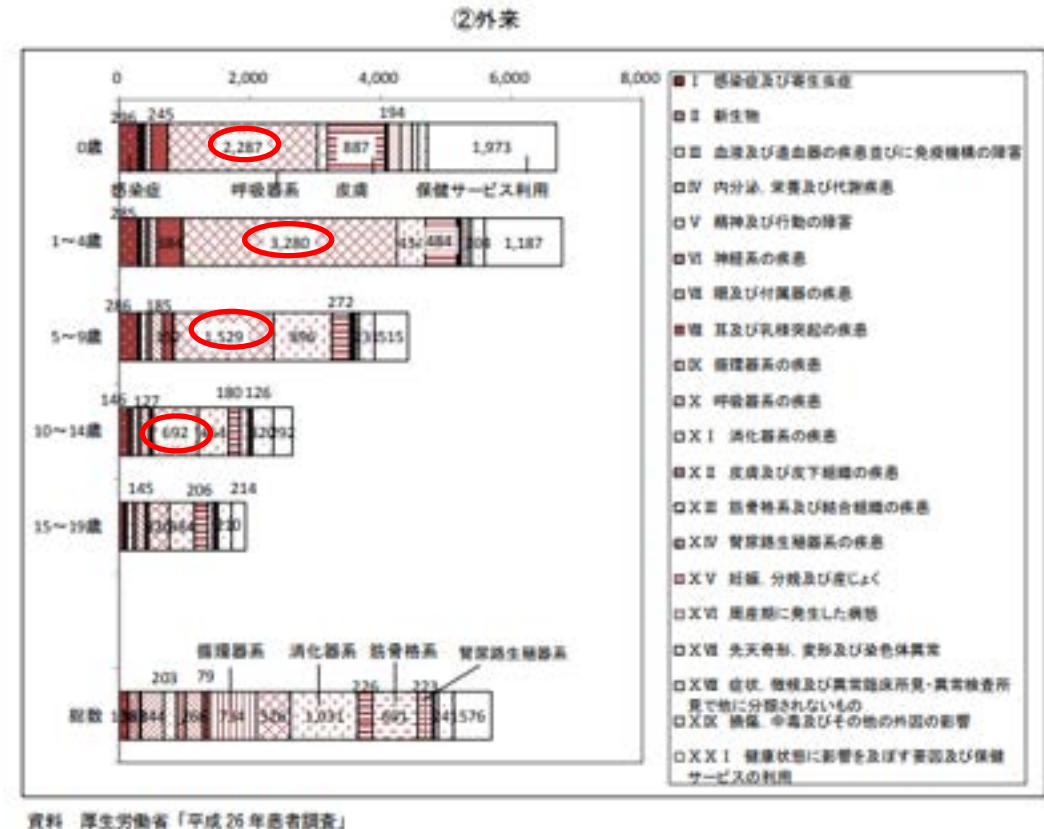 ②外来
0 2,000 4,000 6,000 8,000
245 194
0歳 2,287 887 1,973
感染症 呼吸器系 皮膚 保健サービス利用
285
1～4歳 3,280 484 1,187
286 185 272
5～9歳 1,529 515
146 127 180 126
10～14歳 692
145 206 214
15～19歳
循環器系 消化器系 筋骨格系 腎尿路生殖器系
203 79 226 223
総数 734 1,031 576
Ⅰ 感染症及び寄生虫症
Ⅱ 新生物
Ⅲ 血液及び造血器の疾患並びに免疫機構の障害
Ⅳ 内分泌、栄養及び代謝疾患
Ⅴ 精神及び行動の障害
Ⅵ 神経系の疾患
Ⅶ 眼及び付属器の疾患
Ⅷ 耳及び乳様突起の疾患
Ⅸ 循環器系の疾患
Ⅹ 呼吸器系の疾患
ⅩⅠ 消化器系の疾患
ⅩⅡ 皮膚及び皮下組織の疾患
ⅩⅢ 筋骨格系及び結合組織の疾患
ⅩⅣ 腎尿路生殖器系の疾患
ⅩⅤ 妊娠、分娩及び産じょく
ⅩⅥ 周産期に発生した病態
ⅩⅦ 先天奇形、変形及び染色体異常
ⅩⅧ 症状、徴候及び異常臨床所見・異常検査所
見で他に分類されないもの
ⅩⅨ 損傷、中毒及びその他の外因の影響
ⅩⅩⅠ 健康状態に影響を及ぼす要因及び保健
サービスの利用
資料 厚生労働省「平成26年患者調査」